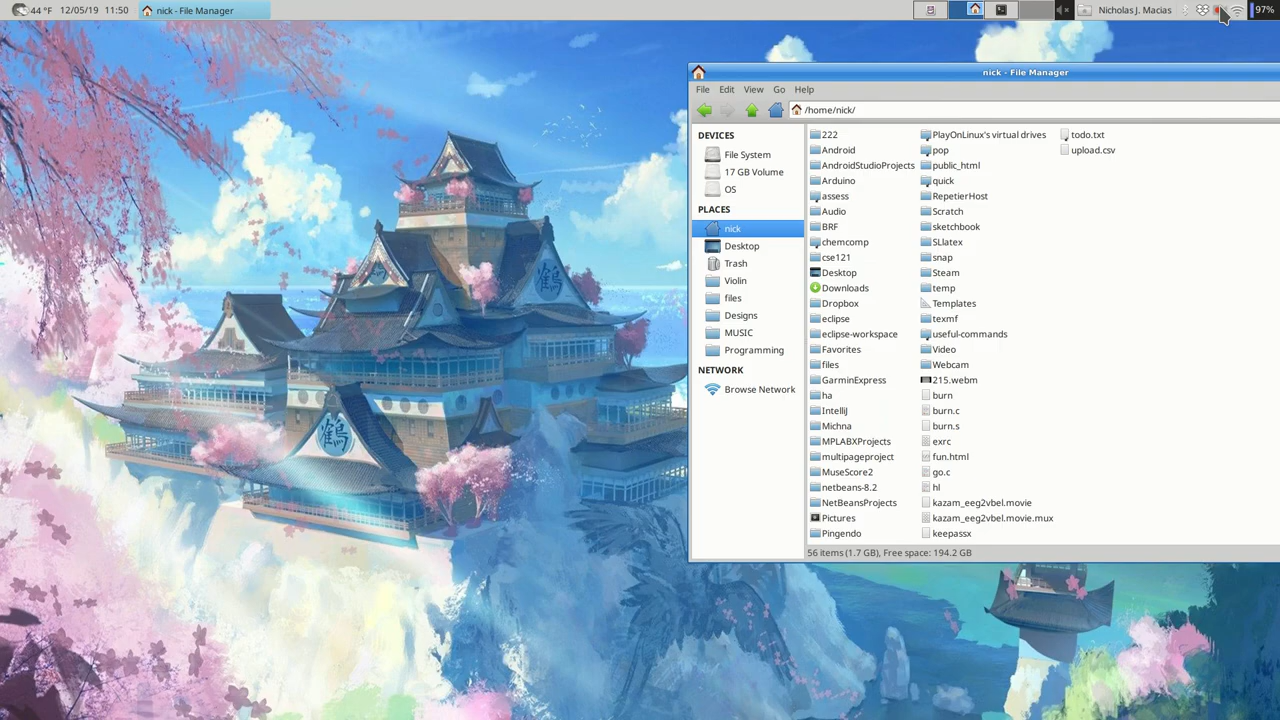 44 °F 12/05/19 11:50 nick - File Manager Nicholas J. Macias 97%
nick - File Manager
File Edit View Go Help
/home/nick/
DEVICES
File System
17 GB Volume
OS
PLACES
nick
Desktop
Trash
Violin
files
Designs
MUSIC
Programming
NETWORK
Browse Network
222
Android
AndroidStudioProjects
Arduino
assess
Audio
BRF
chemcomp
cse121
Desktop
Downloads
Dropbox
eclipse
eclipse-workspace
Favorites
files
GarminExpress
ha
IntelliJ
Michna
MPLABXProjects
multipageproject
MuseScore2
netbeans-8.2
NetBeansProjects
Pictures
Pingendo
PlayOnLinux's virtual drives
pop
public_html
quick
RepetierHost
Scratch
sketchbook
SLlatex
snap
Steam
temp
Templates
texmf
useful-commands
Video
Webcam
215.webm
burn
burn.c
burn.s
exrc
fun.html
go.c
hl
kazam_eeg2vbel.movie
kazam_eeg2vbel.movie.mux
keepassx
todo.txt
upload.csv
56 items (1.7 GB), Free space: 194.2 GB
鶴
鶴